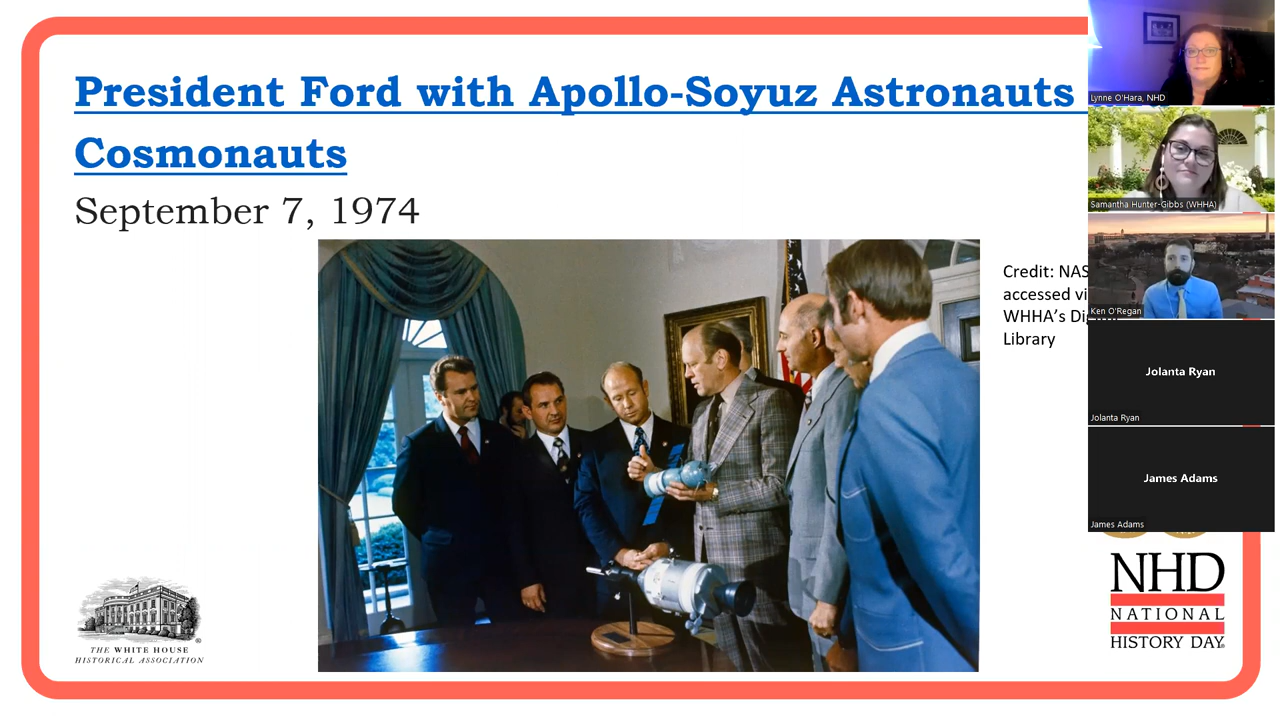 President Ford with Apollo-Soyuz Astronauts
Cosmonauts
September 7, 1974
Credit: NAS
accessed vi
WHHA's Di
Library
THE WHITE HOUSE
HISTORICAL ASSOCIATION
Lynne O'Hara, NHD
Samantha Hunter-Gibbs (WHHA)
Ken O'Regan
Jolanta Ryan
Jolanta Ryan
James Adams
James Adams
NHD
NATIONAL
HISTORY DAY